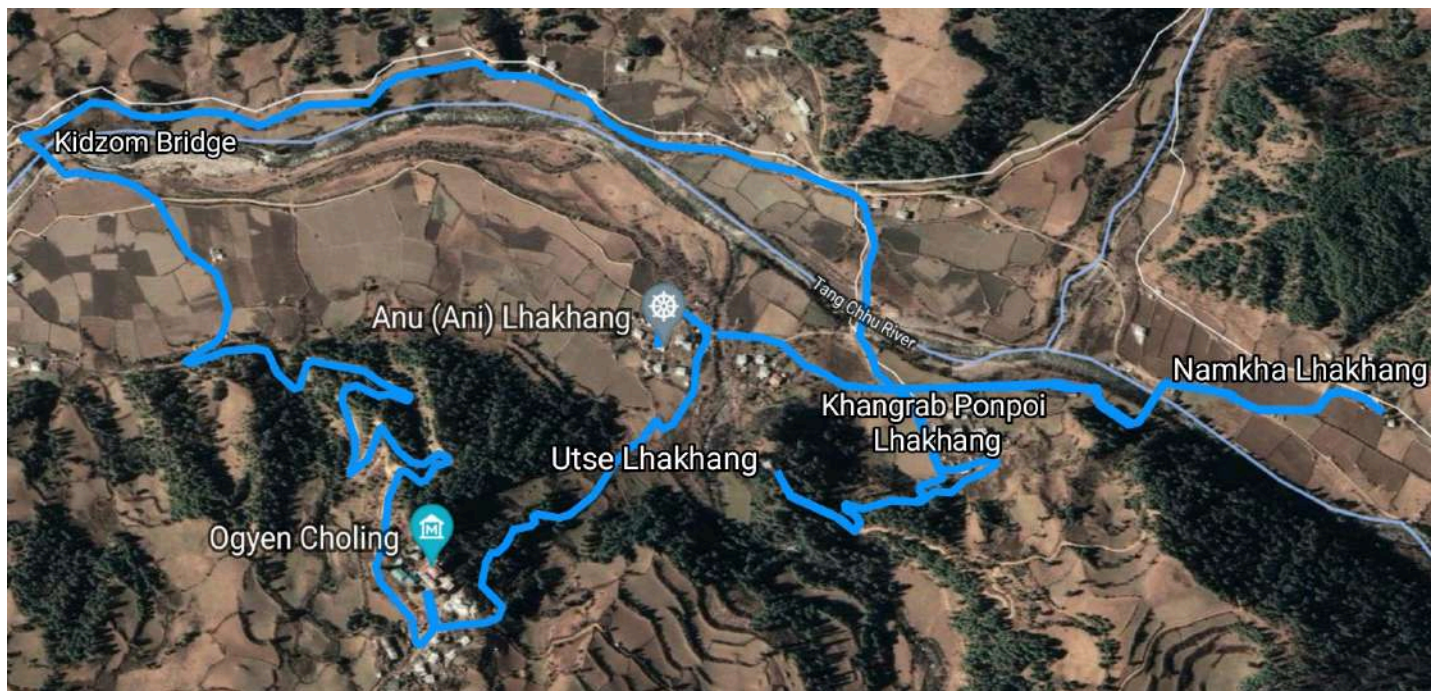 Kidzom Bridge
Anu (Ani) Lhakhang
Tang Chhu River
Namkha Lhakhang
Khangrab Ponpoi
Lhakhang
Utse Lhakhang
Ogyen Choling
M